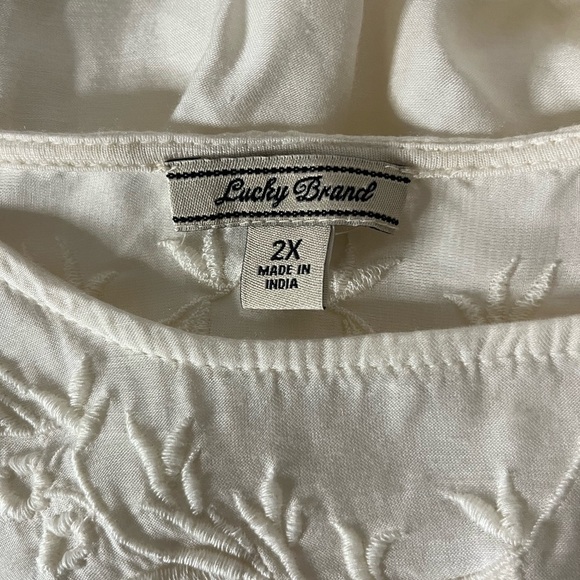 Lucky Brand
2X
MADE IN
INDIA